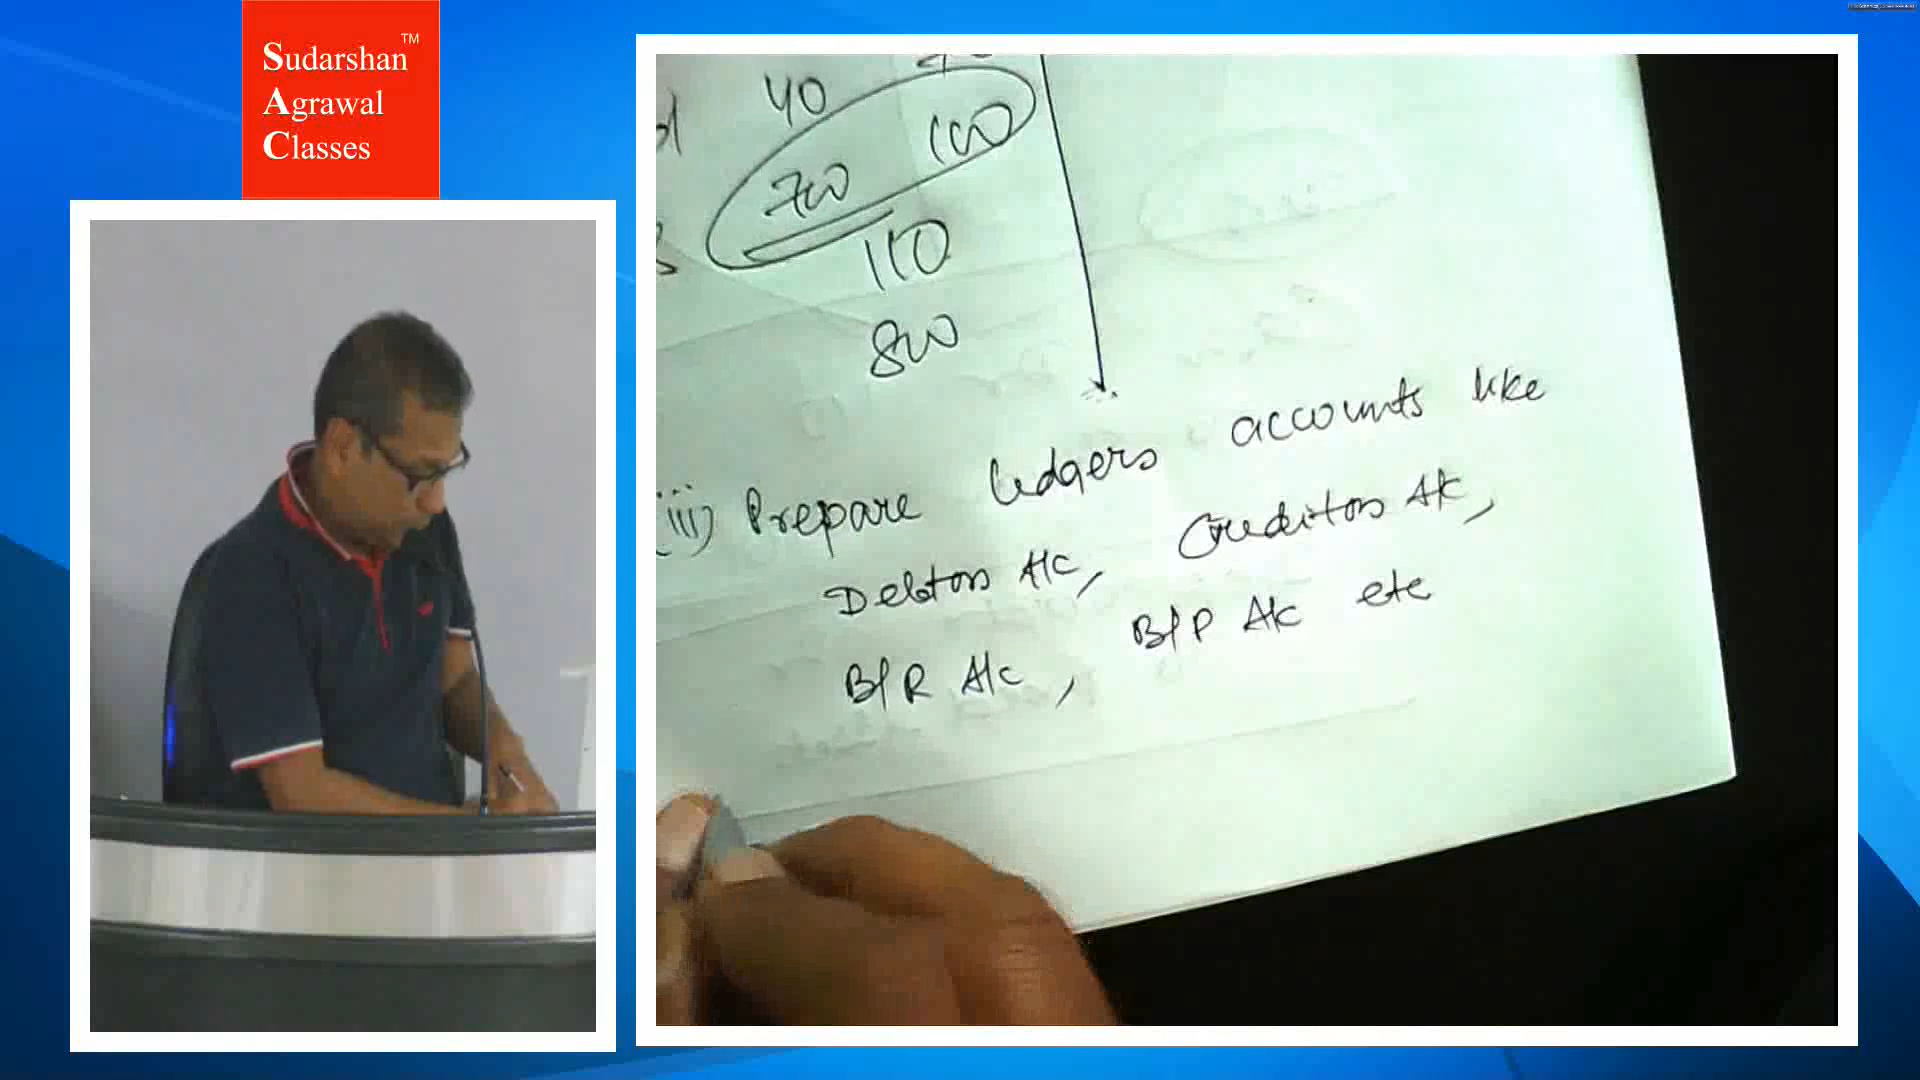 Sudarshan™
Agrawal
Classes
40
700 100
110
800
(iii) Prepare ledgers accounts like
Debtors A/c, Creditors A/c,
B/R A/c, B/P A/c etc